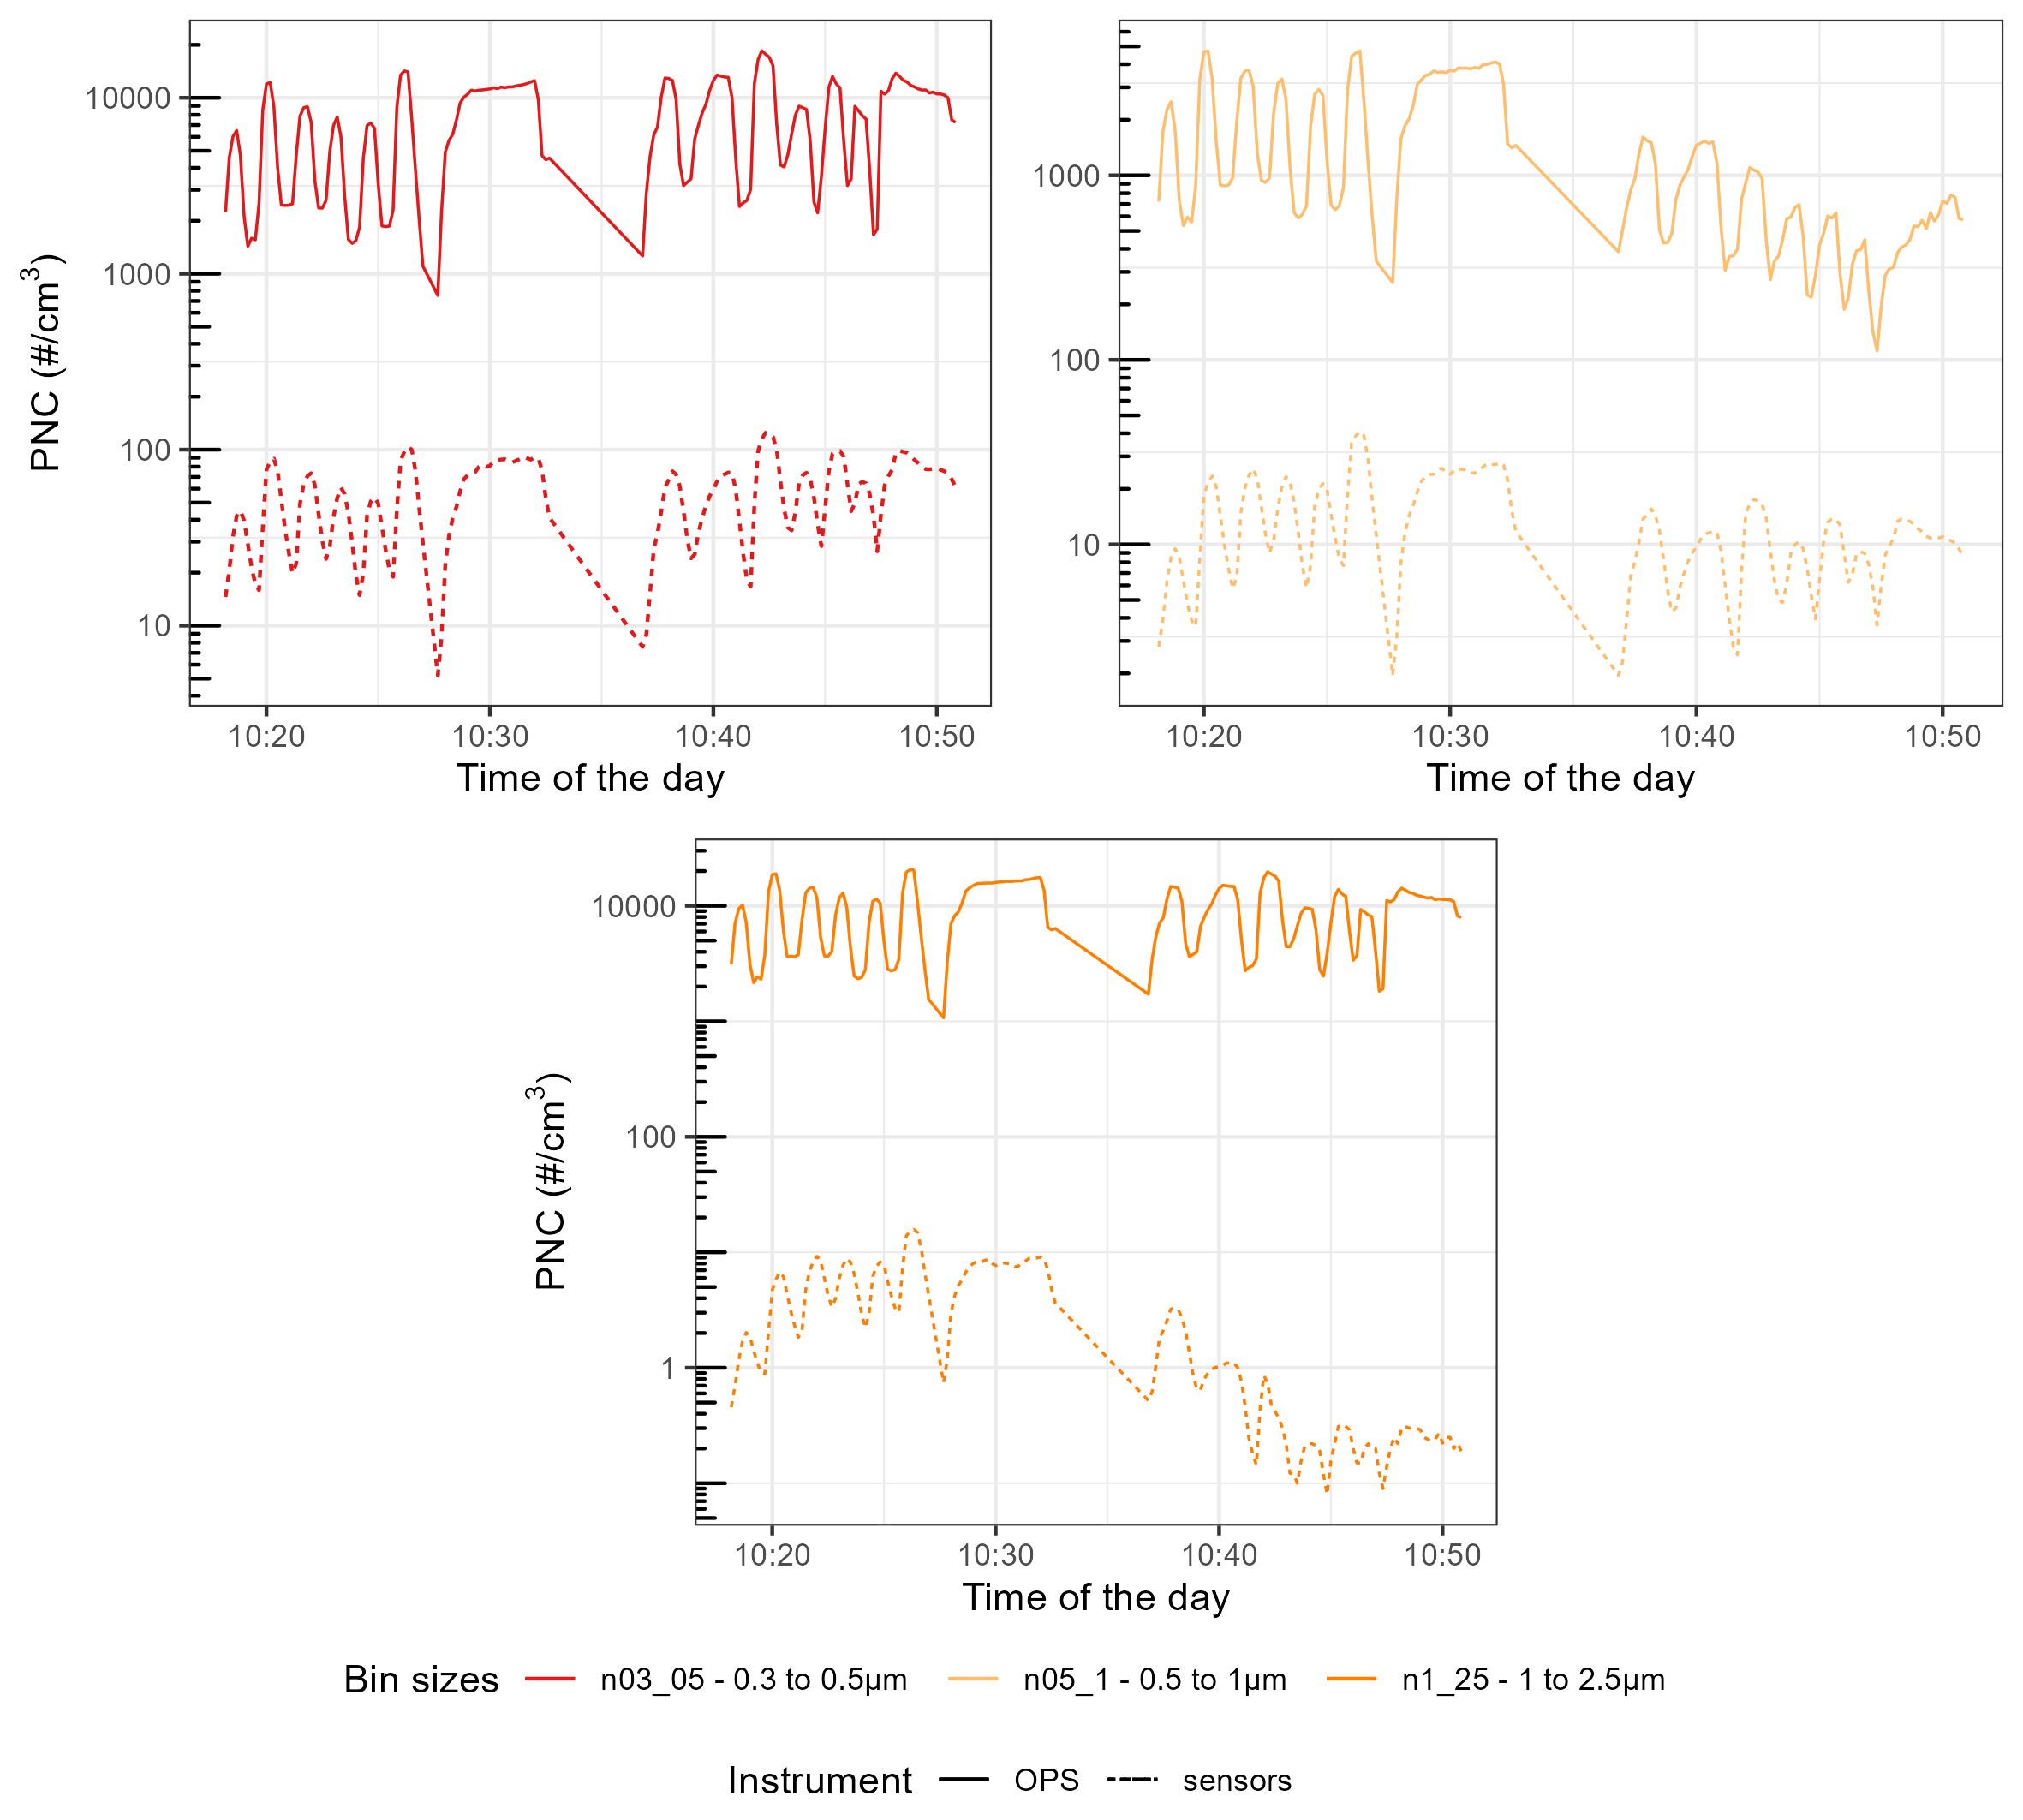 PNC (#/cm³)
10000
1000
100
10
10:20 10:30 10:40 10:50
Time of the day
1000
100
10
10:20 10:30 10:40 10:50
Time of the day
PNC (#/cm³)
10000
100
1
10:20 10:30 10:40 10:50
Time of the day
Bin sizes n03_05 - 0.3 to 0.5µm n05_1 - 0.5 to 1µm n1_25 - 1 to 2.5µm
Instrument OPS sensors